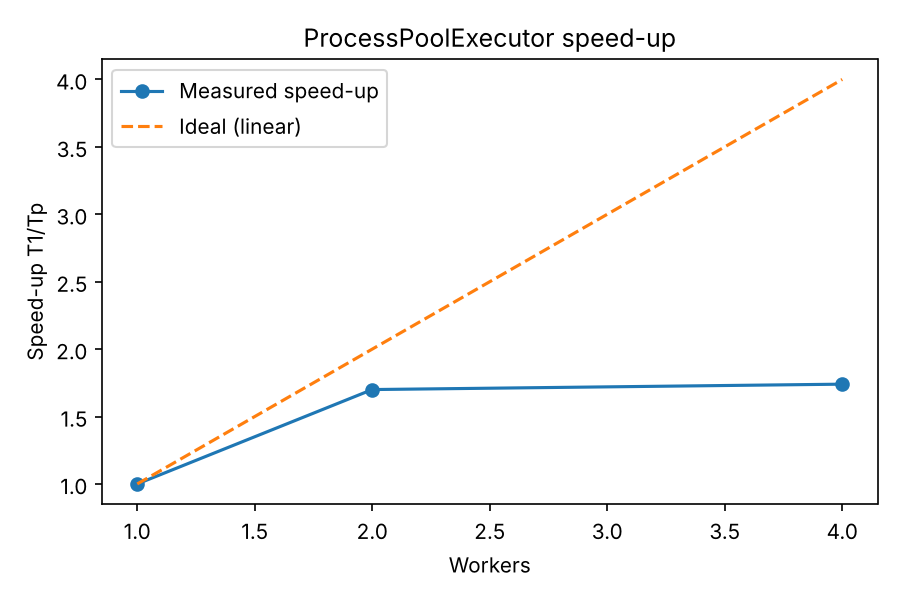 ProcessPoolExecutor speed-up
Measured speed-up
Ideal (linear)
Speed-up T1/Tp
4.0
3.5
3.0
2.5
2.0
1.5
1.0
1.0 1.5 2.0 2.5 3.0 3.5 4.0
Workers